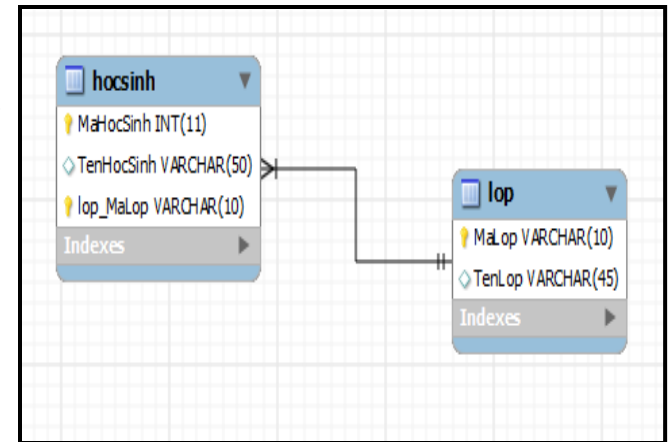 hocsinh
MaHocSinh INT(11)
TenHocSinh VARCHAR(50)
lop_MaLop VARCHAR(10)
Indexes
lop
MaLop VARCHAR(10)
TenLop VARCHAR(45)
Indexes